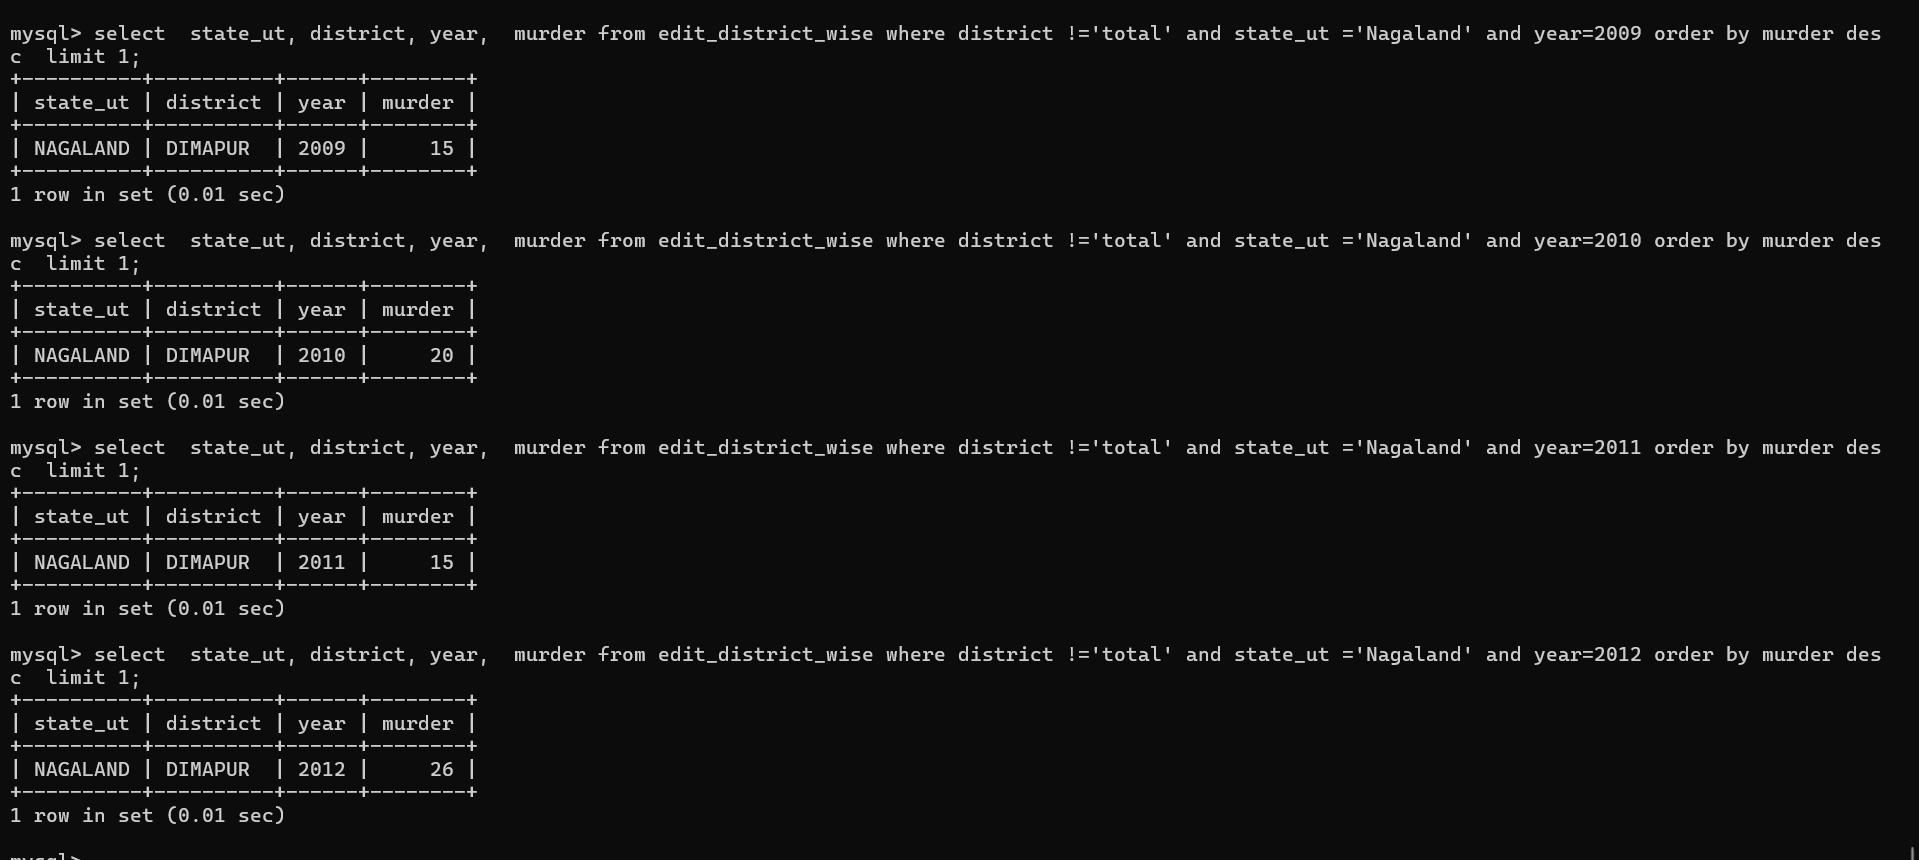 mysql> select  state_ut, district, year,  murder from edit_district_wise where district !='total' and state_ut ='Nagaland' and year=2009 order by murder des
c  limit 1;
+----------+----------+------+--------+
| state_ut | district | year | murder |
+----------+----------+------+--------+
| NAGALAND | DIMAPUR  | 2009 |     15 |
+----------+----------+------+--------+
1 row in set (0.01 sec)

mysql> select  state_ut, district, year,  murder from edit_district_wise where district !='total' and state_ut ='Nagaland' and year=2010 order by murder des
c  limit 1;
+----------+----------+------+--------+
| state_ut | district | year | murder |
+----------+----------+------+--------+
| NAGALAND | DIMAPUR  | 2010 |     20 |
+----------+----------+------+--------+
1 row in set (0.01 sec)

mysql> select  state_ut, district, year,  murder from edit_district_wise where district !='total' and state_ut ='Nagaland' and year=2011 order by murder des
c  limit 1;
+----------+----------+------+--------+
| state_ut | district | year | murder |
+----------+----------+------+--------+
| NAGALAND | DIMAPUR  | 2011 |     15 |
+----------+----------+------+--------+
1 row in set (0.01 sec)

mysql> select  state_ut, district, year,  murder from edit_district_wise where district !='total' and state_ut ='Nagaland' and year=2012 order by murder des
c  limit 1;
+----------+----------+------+--------+
| state_ut | district | year | murder |
+----------+----------+------+--------+
| NAGALAND | DIMAPUR  | 2012 |     26 |
+----------+----------+------+--------+
1 row in set (0.01 sec)

mysql>